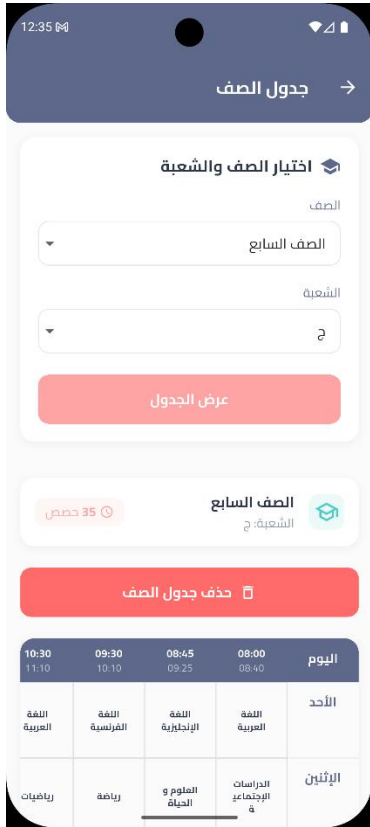 12:35
جدول الصف
اختيار الصف والشعبة
الصف
الصف السابع
الشعبة
ج
عرض الجدول
الصف السابع
الشعبة: ج
35 حصص
حذف جدول الصف
اليوم 08:00 08:45 09:30 10:30
08:40 09:25 10:10 11:10
الأحد
اللغة اللغة اللغة اللغة
العربية الإنجليزية الفرنسية العربية
الإثنين
الدراسات
الإجتماعي
ة
العلوم و
الحياة
رياضة
رياضيات